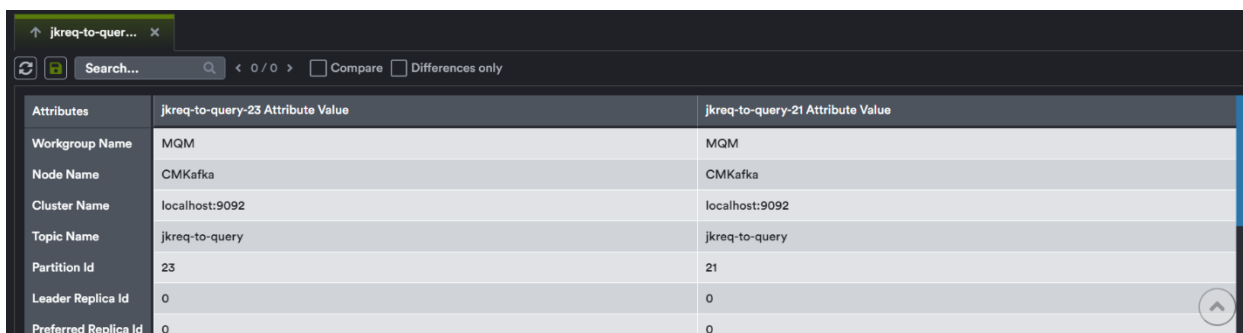 jkreq-to-quer...
Search... 0 / 0 Compare Differences only
Attributes jkreq-to-query-23 Attribute Value jkreq-to-query-21 Attribute Value
Workgroup Name MQM MQM
Node Name CMKafka CMKafka
Cluster Name localhost:9092 localhost:9092
Topic Name jkreq-to-query jkreq-to-query
Partition Id 23 21
Leader Replica Id 0 0
Preferred Replica Id 0 0